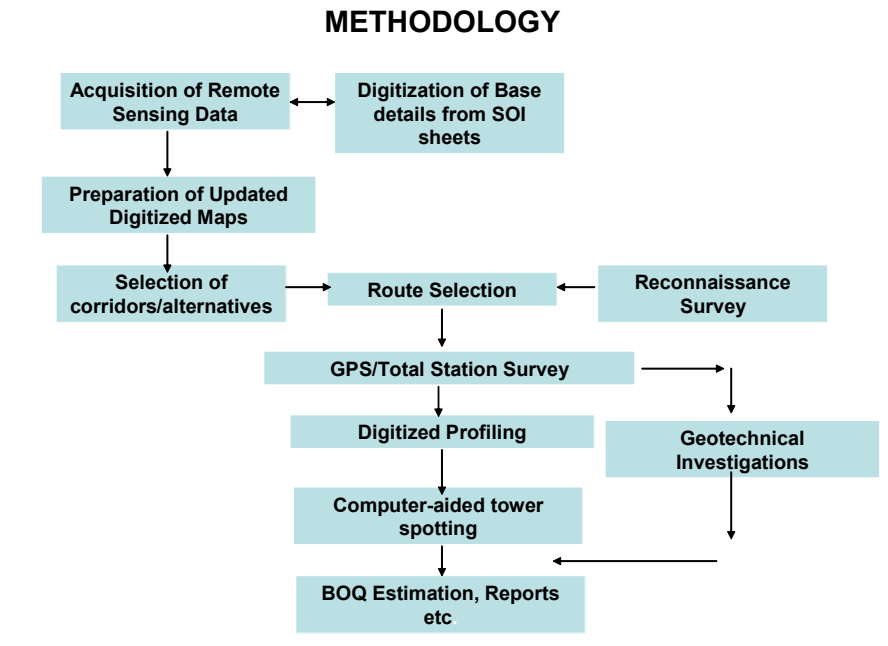 METHODOLOGY
Acquisition of Remote
Sensing Data
Digitization of Base
details from SOI
sheets
Preparation of Updated
Digitized Maps
Selection of
corridors/alternatives
Route Selection
Reconnaissance
Survey
GPS/Total Station Survey
Digitized Profiling
Geotechnical
Investigations
Computer-aided tower
spotting
BOQ Estimation, Reports
etc.